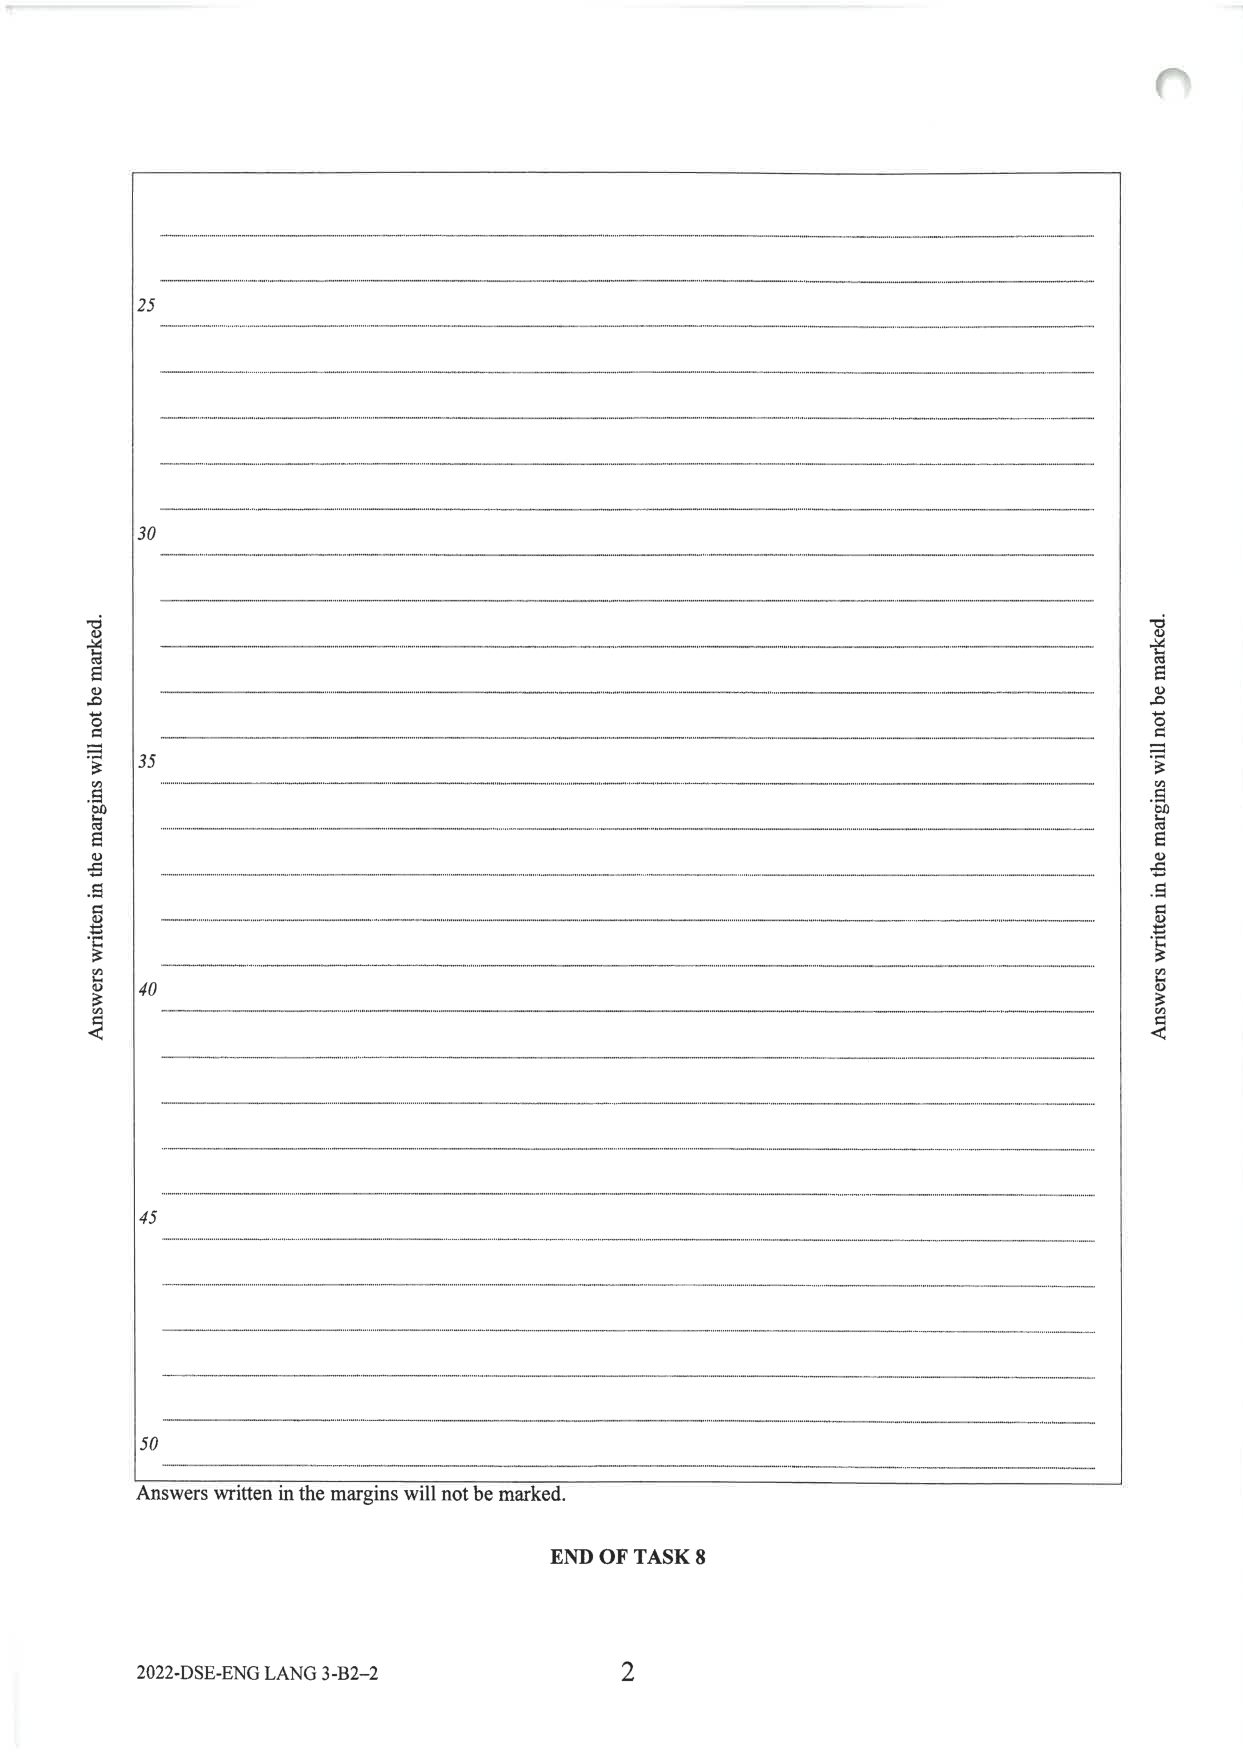 25
30
35
40
45
50
Answers written in the margins will not be marked.
Answers written in the margins will not be marked.
Answers written in the margins will not be marked.
END OF TASK 8
2022-DSE-ENG LANG 3-B2–2
2